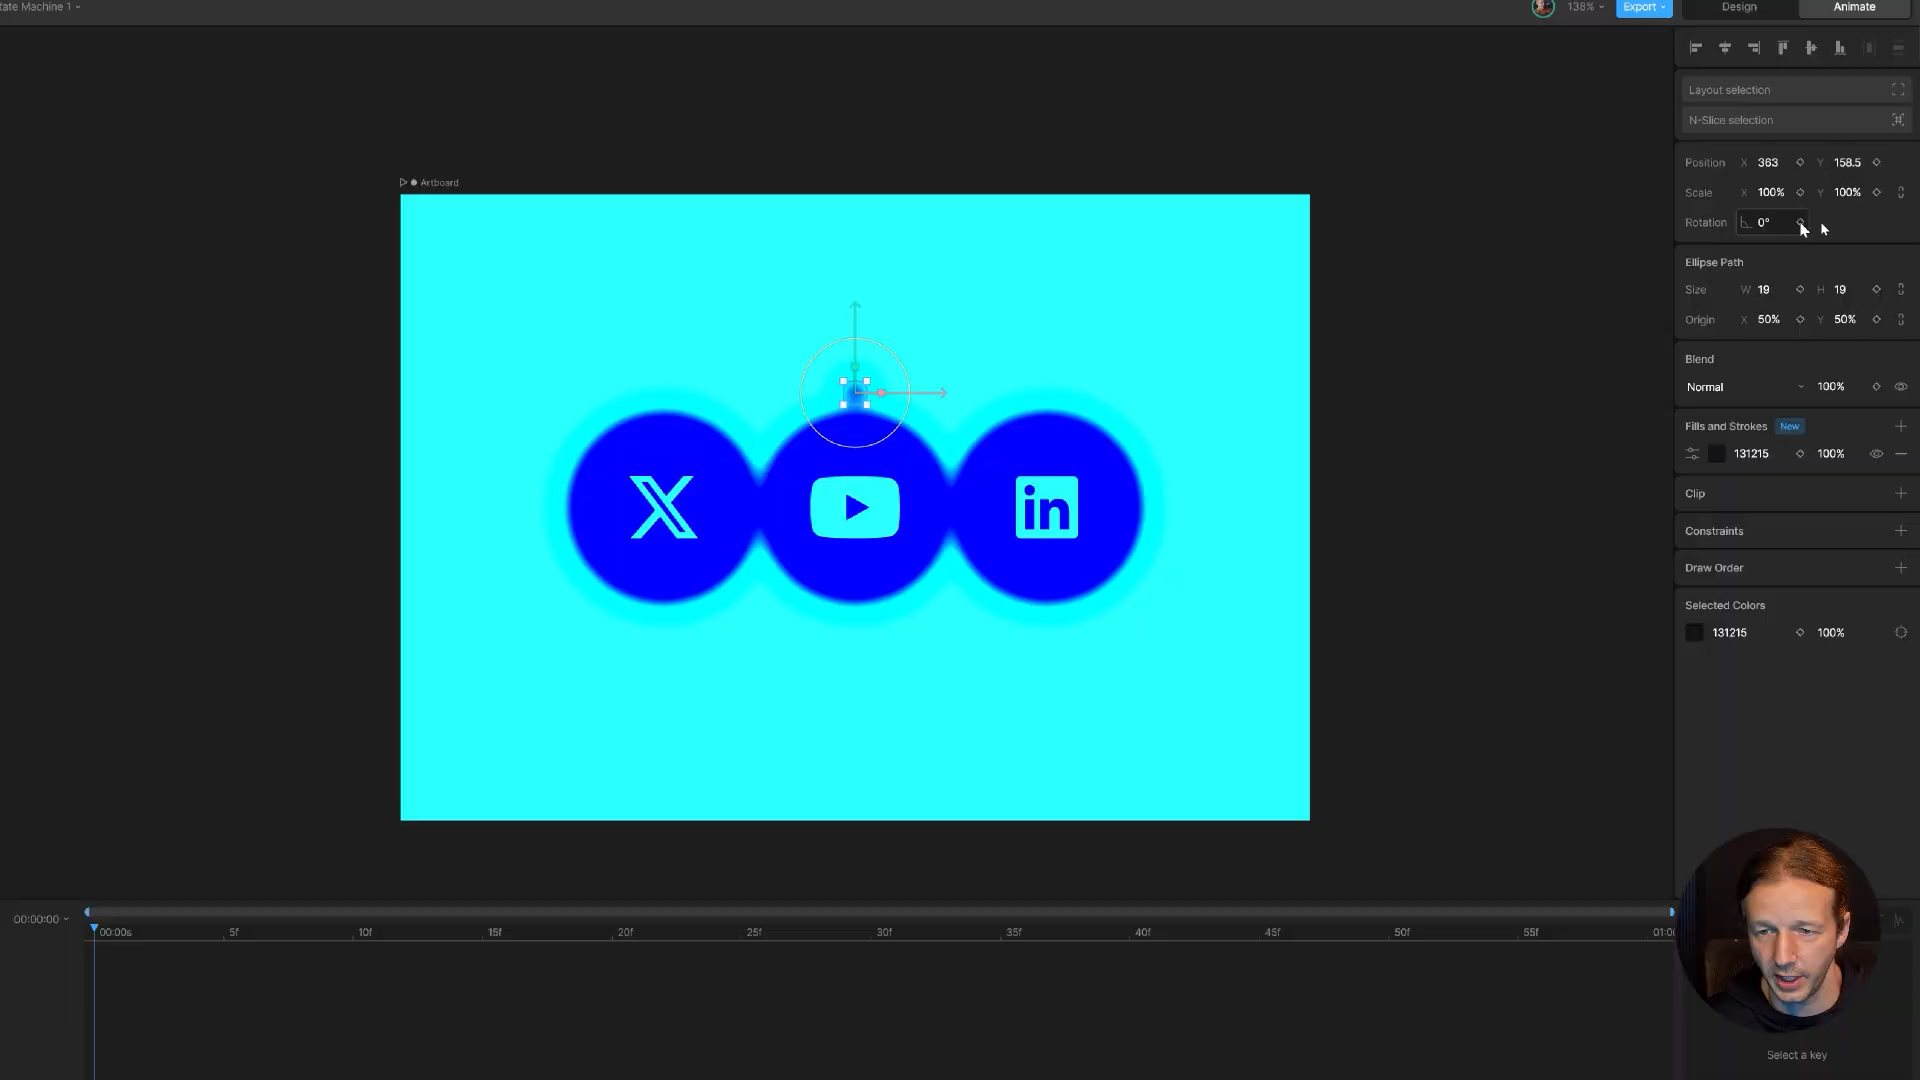 tate Machine 1
138%
Export
Design
Animate
Layout selection
N-Slice selection
Artboard
Position X 363 Y 158.5
Scale X 100% Y 100%
Rotation 0°
Ellipse Path
Size W 19 H 19
Origin X 50% Y 50%
Blend
Normal 100%
Fills and Strokes New
131215 100%
Clip
Constraints
Draw Order
Selected Colors
131215 100%
X
in
00:00:00
00:00s 5f 10f 15f 20f 25f 30f 35f 40f 45f 50f 55f 01:0
Select a key